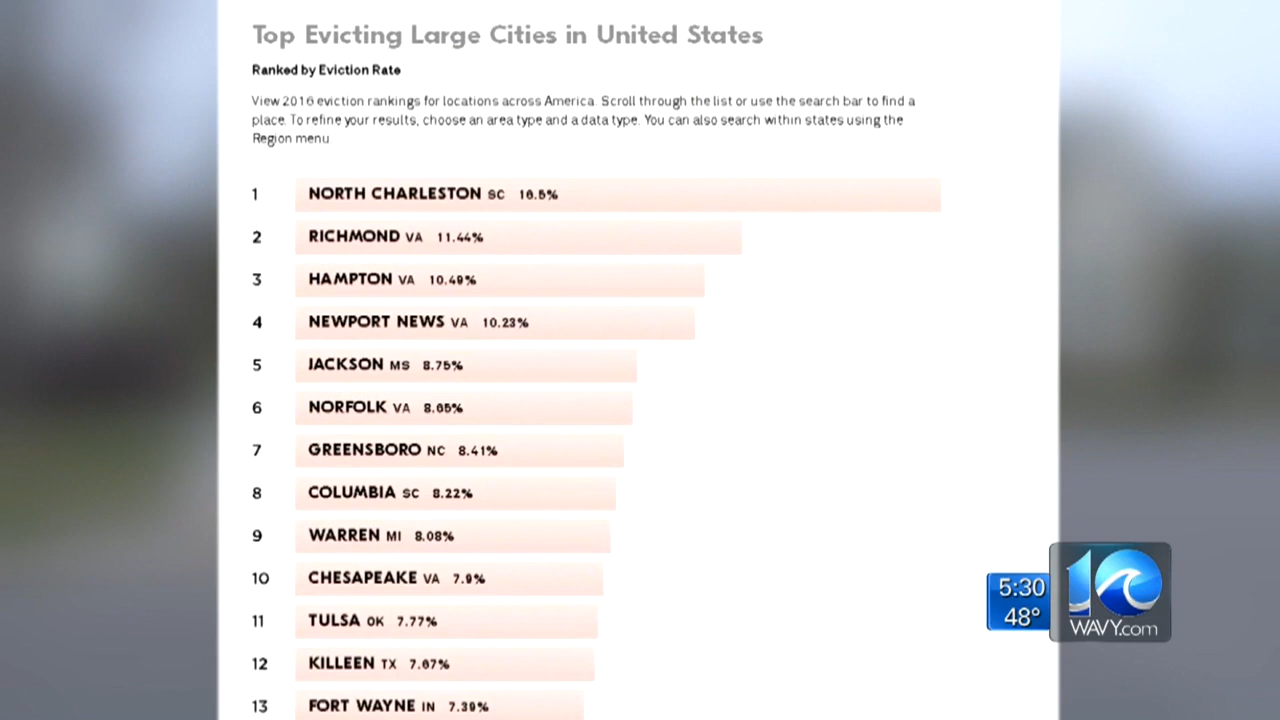 Top Evicting Large Cities in United States
Ranked by Eviction Rate
View 2016 eviction rankings for locations across America. Scroll through the list or use the search bar to find a
place. To refine your results, choose an area type and a data type. You can also search within states using the
Region menu.
1 NORTH CHARLESTON SC 16.5%
2 RICHMOND VA 11.44%
3 HAMPTON VA 10.49%
4 NEWPORT NEWS VA 10.23%
5 JACKSON MS 8.75%
6 NORFOLK VA 8.65%
7 GREENSBORO NC 8.41%
8 COLUMBIA SC 8.22%
9 WARREN MI 8.08%
10 CHESAPEAKE VA 7.9%
11 TULSA OK 7.77%
12 KILLEEN TX 7.67%
13 FORT WAYNE IN 7.39%
5:30
48°
10
WAVY.com